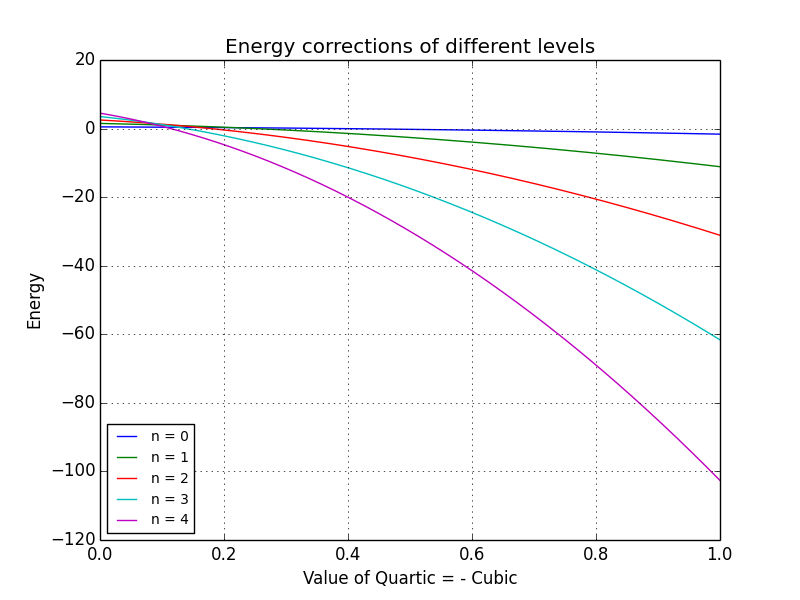 Energy corrections of different levels
20
0
−20
−40
−60
−80
−100
−120
Energy
n = 0
n = 1
n = 2
n = 3
n = 4
0.0 0.2 0.4 0.6 0.8 1.0
Value of Quartic = - Cubic